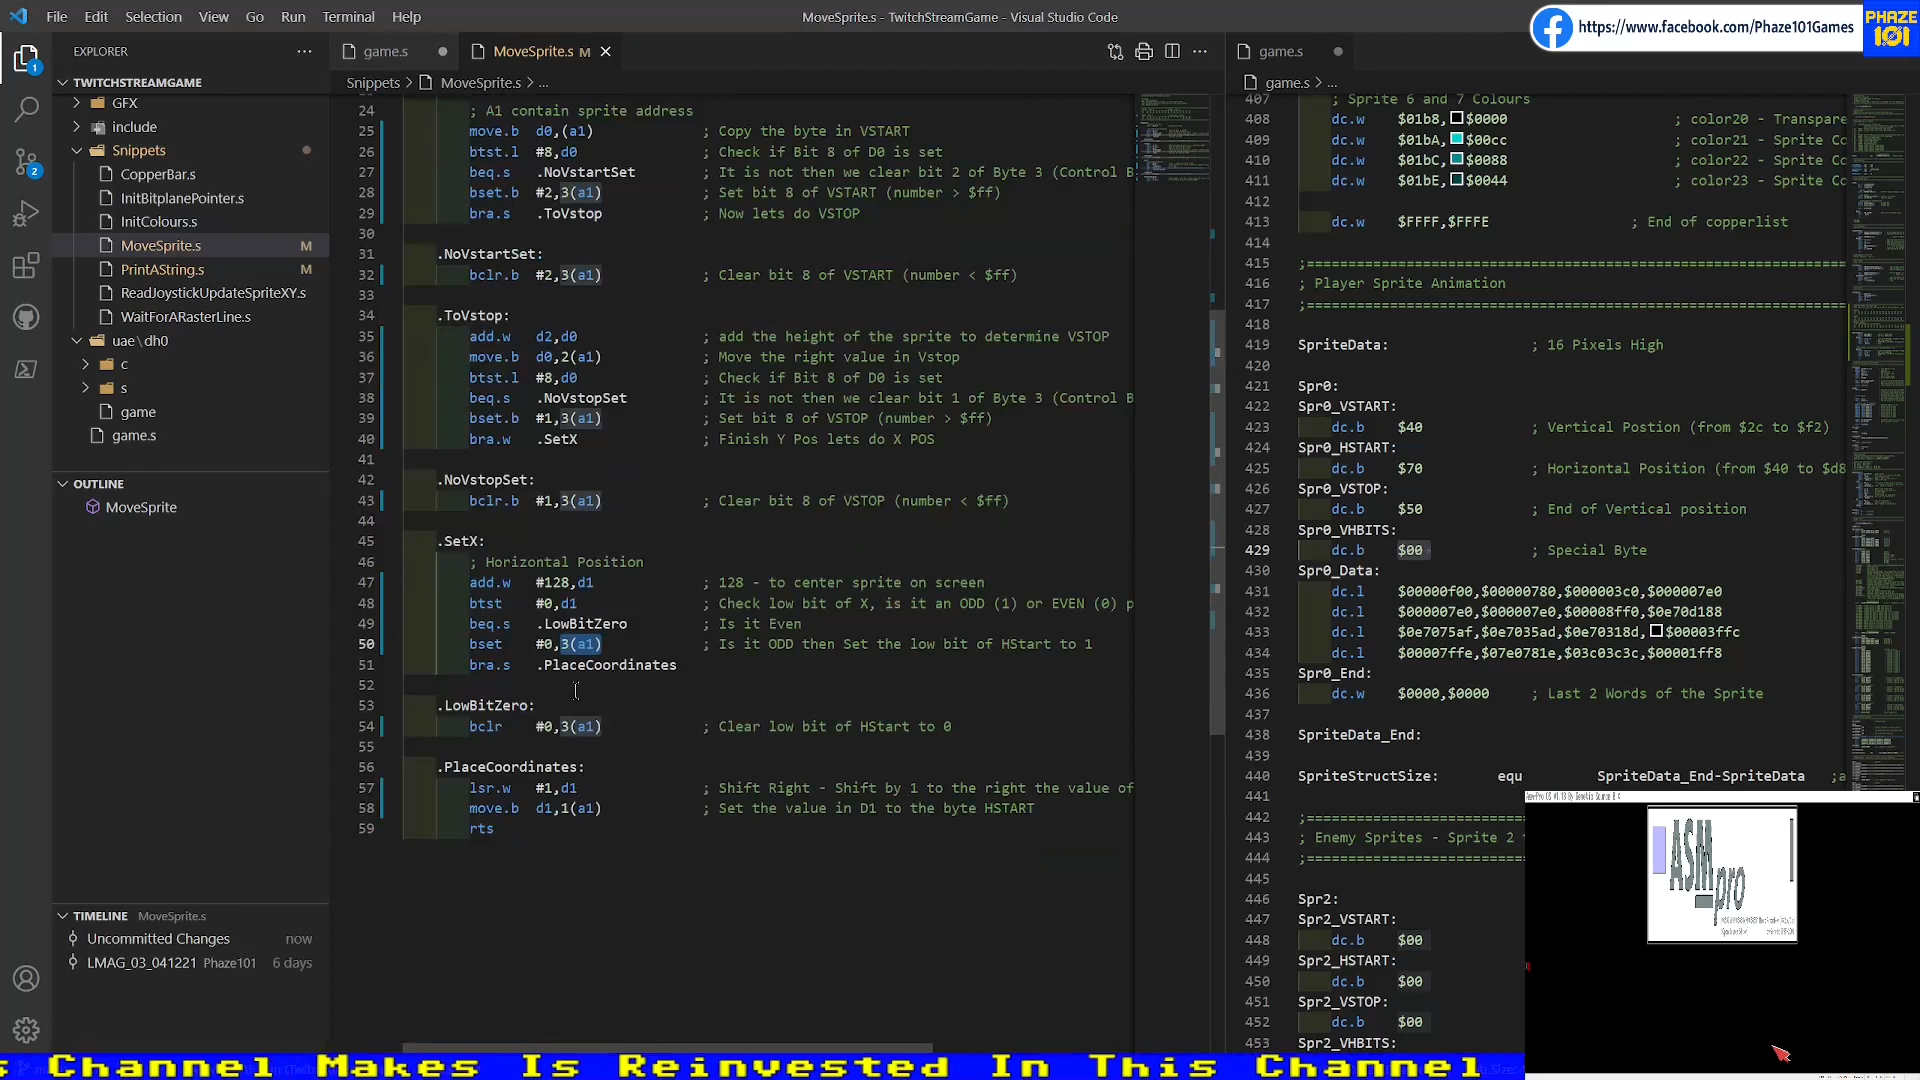 File Edit Selection View Go Run Terminal Help
MoveSprite.s - TwitchStreamGame - Visual Studio Code
https://www.facebook.com/Phaze101Games
PHAZE
101
EXPLORER
TWITCHSTREAMGAME
GFX
include
Snippets
CopperBar.s
InitBitplanePointer.s
InitColours.s
MoveSprite.s M
PrintAString.s M
ReadJoystickUpdateSpriteXY.s
WaitForARasterLine.s
uae\dh0
c
s
game
game.s
OUTLINE
MoveSprite
TIMELINE MoveSprite.s
Uncommitted Changes now
LMAG_03_041221 Phaze101 6 days
1
2
game.s
MoveSprite.s M
Snippets > MoveSprite.s > ...
24 ; A1 contain sprite address
25 move.b d0,(a1) ; Copy the byte in VSTART
26 btst.l #8,d0 ; Check if Bit 8 of D0 is set
27 beq.s .NoVstartSet ; It is not then we clear bit 2 of Byte 3 (Control B
28 bset.b #2,3(a1) ; Set bit 8 of VSTART (number > $ff)
29 bra.s .ToVstop ; Now lets do VSTOP
30
31 .NoVstartSet:
32 bclr.b #2,3(a1) ; Clear bit 8 of VSTART (number < $ff)
33
34 .ToVstop:
35 add.w d2,d0 ; add the height of the sprite to determine VSTOP
36 move.b d0,2(a1) ; Move the right value in Vstop
37 btst.l #8,d0 ; Check if Bit 8 of D0 is set
38 beq.s .NoVstopSet ; It is not then we clear bit 1 of Byte 3 (Control B
39 bset.b #1,3(a1) ; Set bit 8 of VSTOP (number > $ff)
40 bra.w .SetX ; Finish Y Pos lets do X POS
41
42 .NoVstopSet:
43 bclr.b #1,3(a1) ; Clear bit 8 of VSTOP (number < $ff)
44
45 .SetX:
46 ; Horizontal Position
47 add.w #128,d1 ; 128 - to center sprite on screen
48 btst #0,d1 ; Check low bit of X, is it an ODD (1) or EVEN (0) p
49 beq.s .LowBitZero ; Is it Even
50 bset #0,3(a1) ; Is it ODD then Set the low bit of HStart to 1
51 bra.s .PlaceCoordinates
52
53 .LowBitZero:
54 bclr #0,3(a1) ; Clear low bit of HStart to 0
55
56 .PlaceCoordinates:
57 lsr.w #1,d1 ; Shift Right - Shift by 1 to the right the value of
58 move.b d1,1(a1) ; Set the value in D1 to the byte HSTART
59 rts
game.s
game.s > ...
407 ; Sprite 6 and 7 Colours
408 dc.w $01b8, $0000 ; color20 - Transpare
409 dc.w $01bA, $00cc ; color21 - Sprite Co
410 dc.w $01bC, $0088 ; color22 - Sprite Co
411 dc.w $01bE, $0044 ; color23 - Sprite Co
412
413 dc.w $FFFF,$FFFE ; End of copperlist
414
415 ;==========
416 ; Player Sprite Animation
417 ;==========
418
419 SpriteData: ; 16 Pixels High
420
421 Spr0:
422 Spr0_VSTART:
423 dc.b $40 ; Vertical Postion (from $2c to $f2)
424 Spr0_HSTART:
425 dc.b $70 ; Horizontal Position (from $40 to $d8
426 Spr0_VSTOP:
427 dc.b $50 ; End of Vertical position
428 Spr0_VHBITS:
429 dc.b $00 ; Special Byte
430 Spr0_Data:
431 dc.l $00000f00,$00000780,$000003c0,$000007e0
432 dc.l $000007e0,$000007e0,$00008ff0,$0e70d188
433 dc.l $0e7075af,$0e7035ad,$0e70318d, $00003ffc
434 dc.l $00007ffe,$07e0781e,$03c03c3c,$00001ff8
435 Spr0_End:
436 dc.w $0000,$0000 ; Last 2 Words of the Sprite
437
438 SpriteData_End:
439
440 SpriteStructSize: equ SpriteData_End-SpriteData ;a
441
442 ;==========
443 ; Enemy Sprites - Sprite 2
444 ;==========
445
446 Spr2:
447 Spr2_VSTART:
448 dc.b $00
449 Spr2_HSTART:
450 dc.b $00
451 Spr2_VSTOP:
452 dc.b $00
453 Spr2_VHBITS:
ASM
pro
s Channel Makes Is Reinvested In This Channel